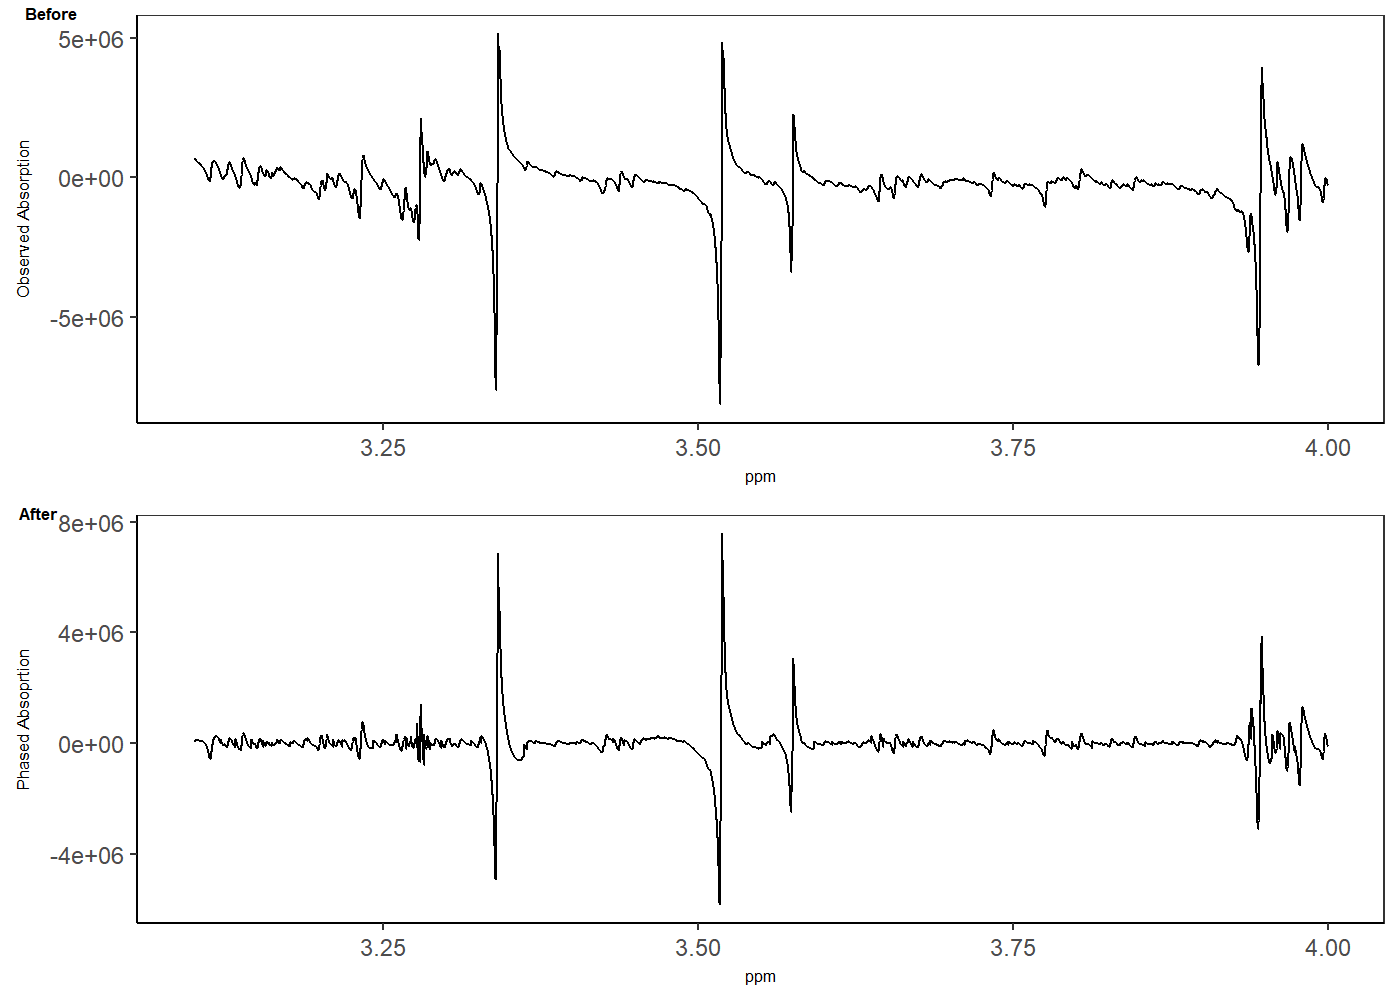 Before
5e+06
0e+00
-5e+06
Observed Absorption
3.25 3.50 3.75 4.00
ppm
After
8e+06
4e+06
0e+00
-4e+06
Phased Absoprtion
3.25 3.50 3.75 4.00
ppm